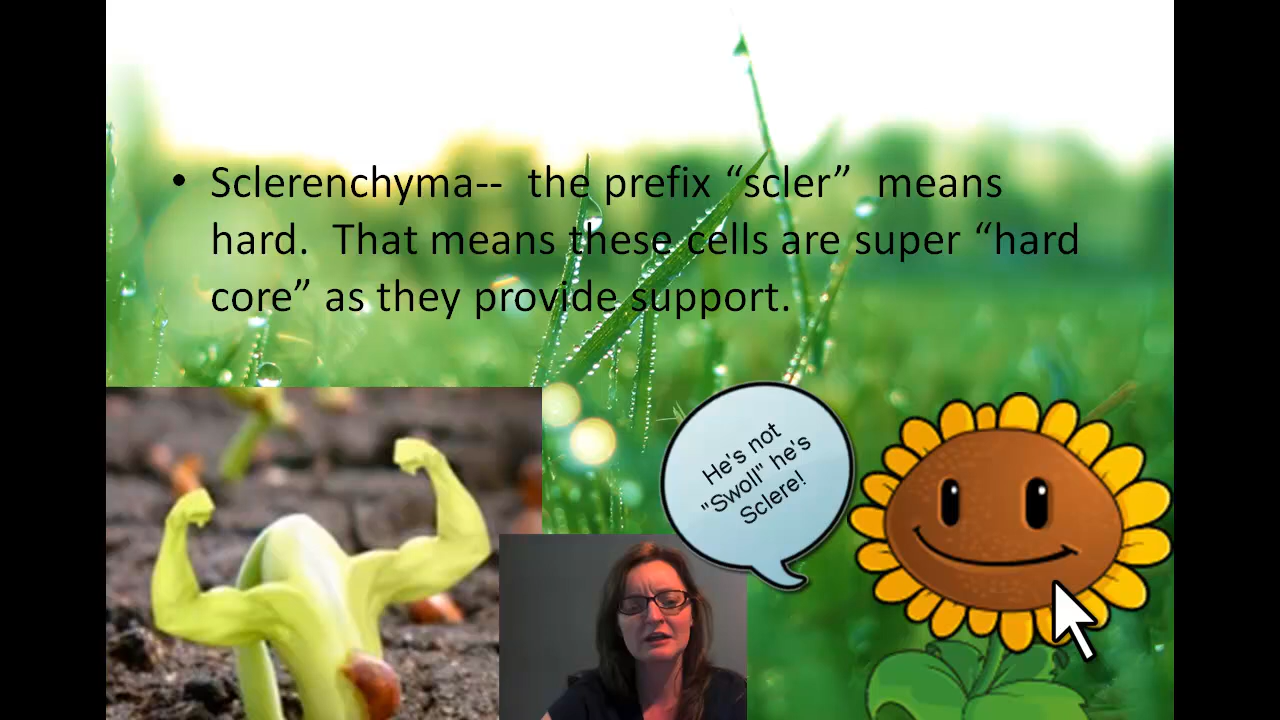 • Sclerenchyma-- the prefix “scler” means
hard. That means these cells are super “hard
core” as they provide support.
He's not
"Swoll" he's
Sclere!